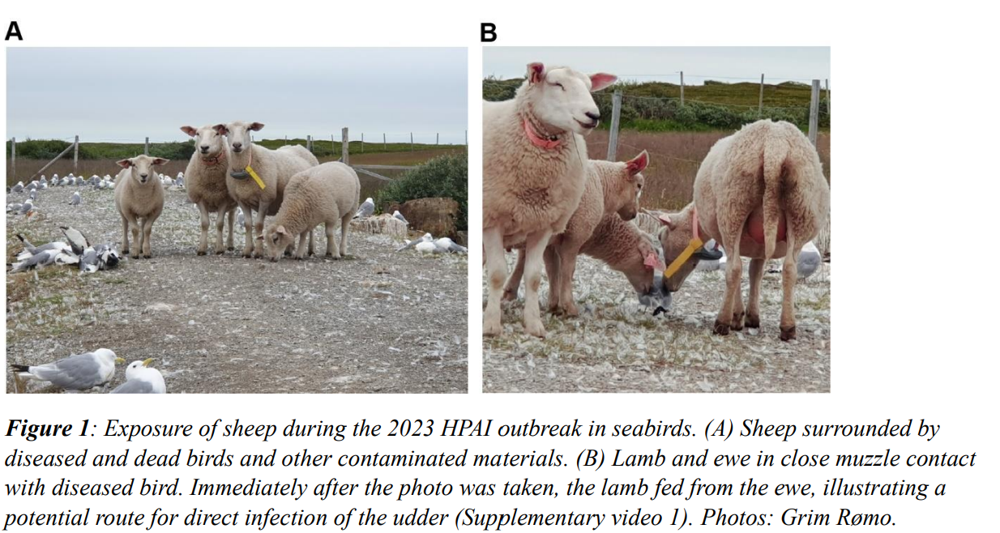 A
B
Figure 1: Exposure of sheep during the 2023 HPAI outbreak in seabirds. (A) Sheep surrounded by
diseased and dead birds and other contaminated materials. (B) Lamb and ewe in close muzzle contact
with diseased bird. Immediately after the photo was taken, the lamb fed from the ewe, illustrating a
potential route for direct infection of the udder (Supplementary video 1). Photos: Grim Rømo.